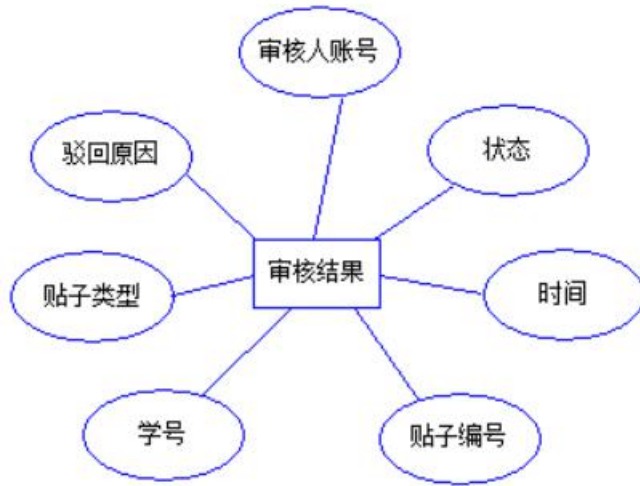 审核人账号
驳回原因
状态
审核结果
贴子类型
时间
学号
贴子编号